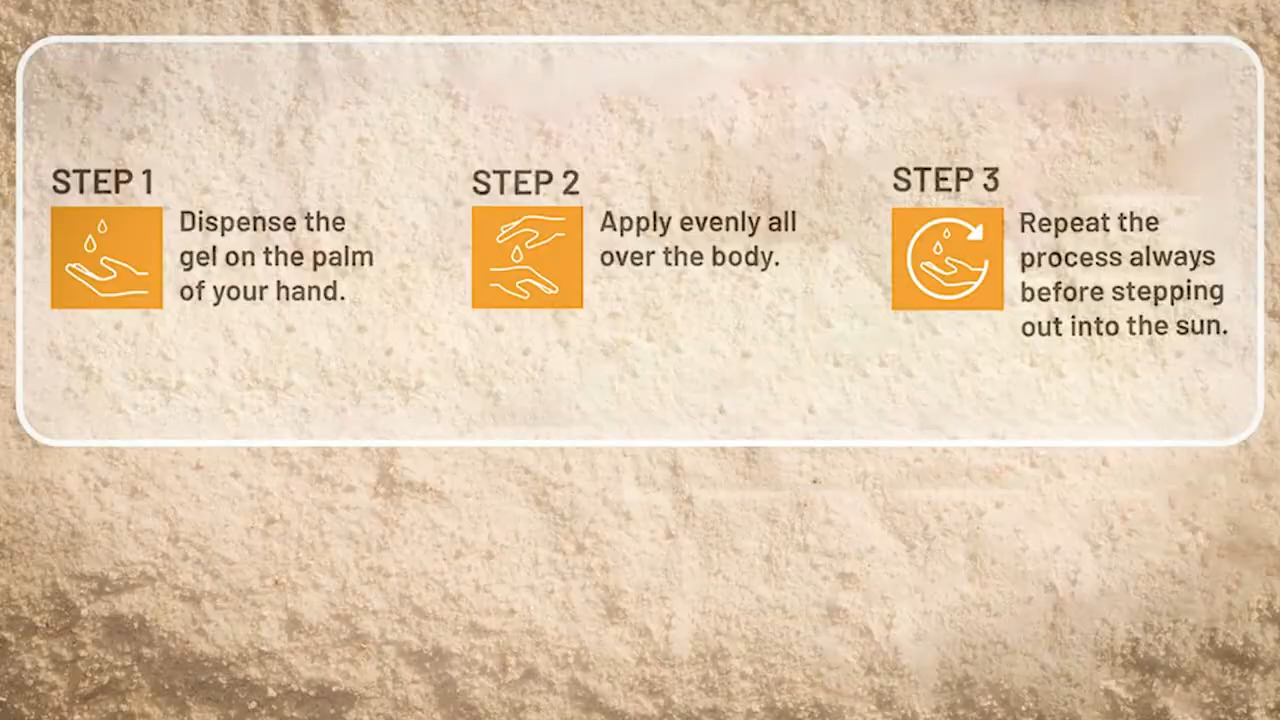 STEP 1
Dispense the
gel on the palm
of your hand.
STEP 2
Apply evenly all
over the body.
STEP 3
Repeat the
process always
before stepping
out into the sun.